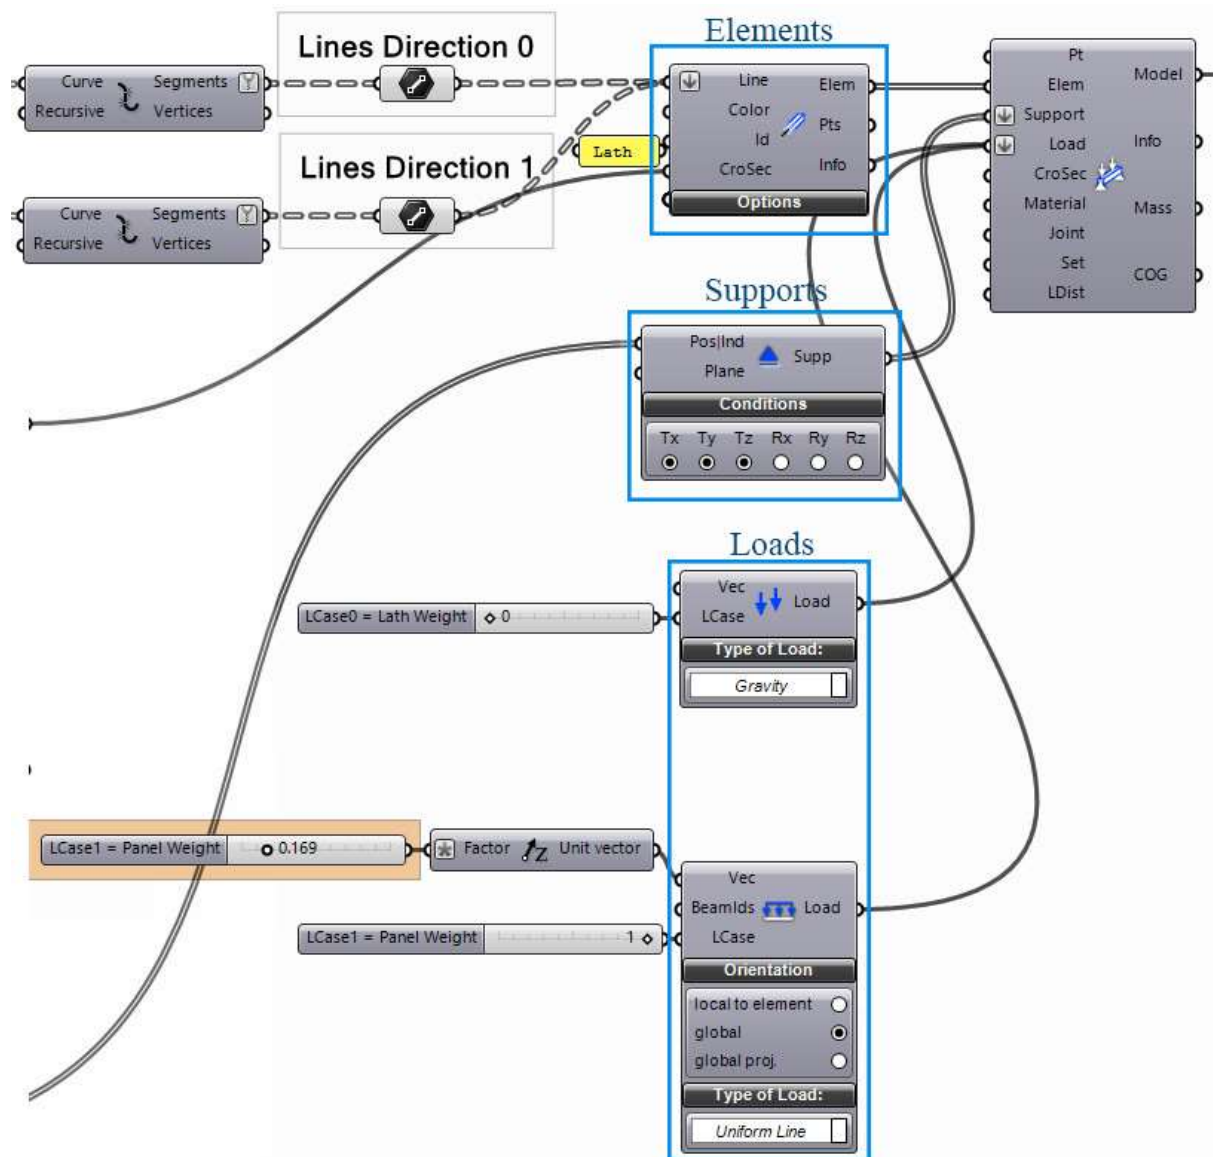 Elements
Lines Direction 0
Curve Segments
Recursive Vertices
Line Elem
Color
Id Pts
CroSec Info
Options
Lath
Lines Direction 1
Curve Segments
Recursive Vertices
Pt
Elem Model
Support
Load Info
CroSec
Material Mass
Joint
Set COG
LDist
Supports
Pos|Ind Supp
Plane
Conditions
Tx Ty Tz Rx Ry Rz
Loads
LCase0 = Lath Weight 0
Vec Load
LCase
Type of Load:
Gravity
LCase1 = Panel Weight 0.169
Factor Z Unit vector
LCase1 = Panel Weight 1
Vec
BeamIds Load
LCase
Orientation
local to element
global
global proj.
Type of Load:
Uniform Line